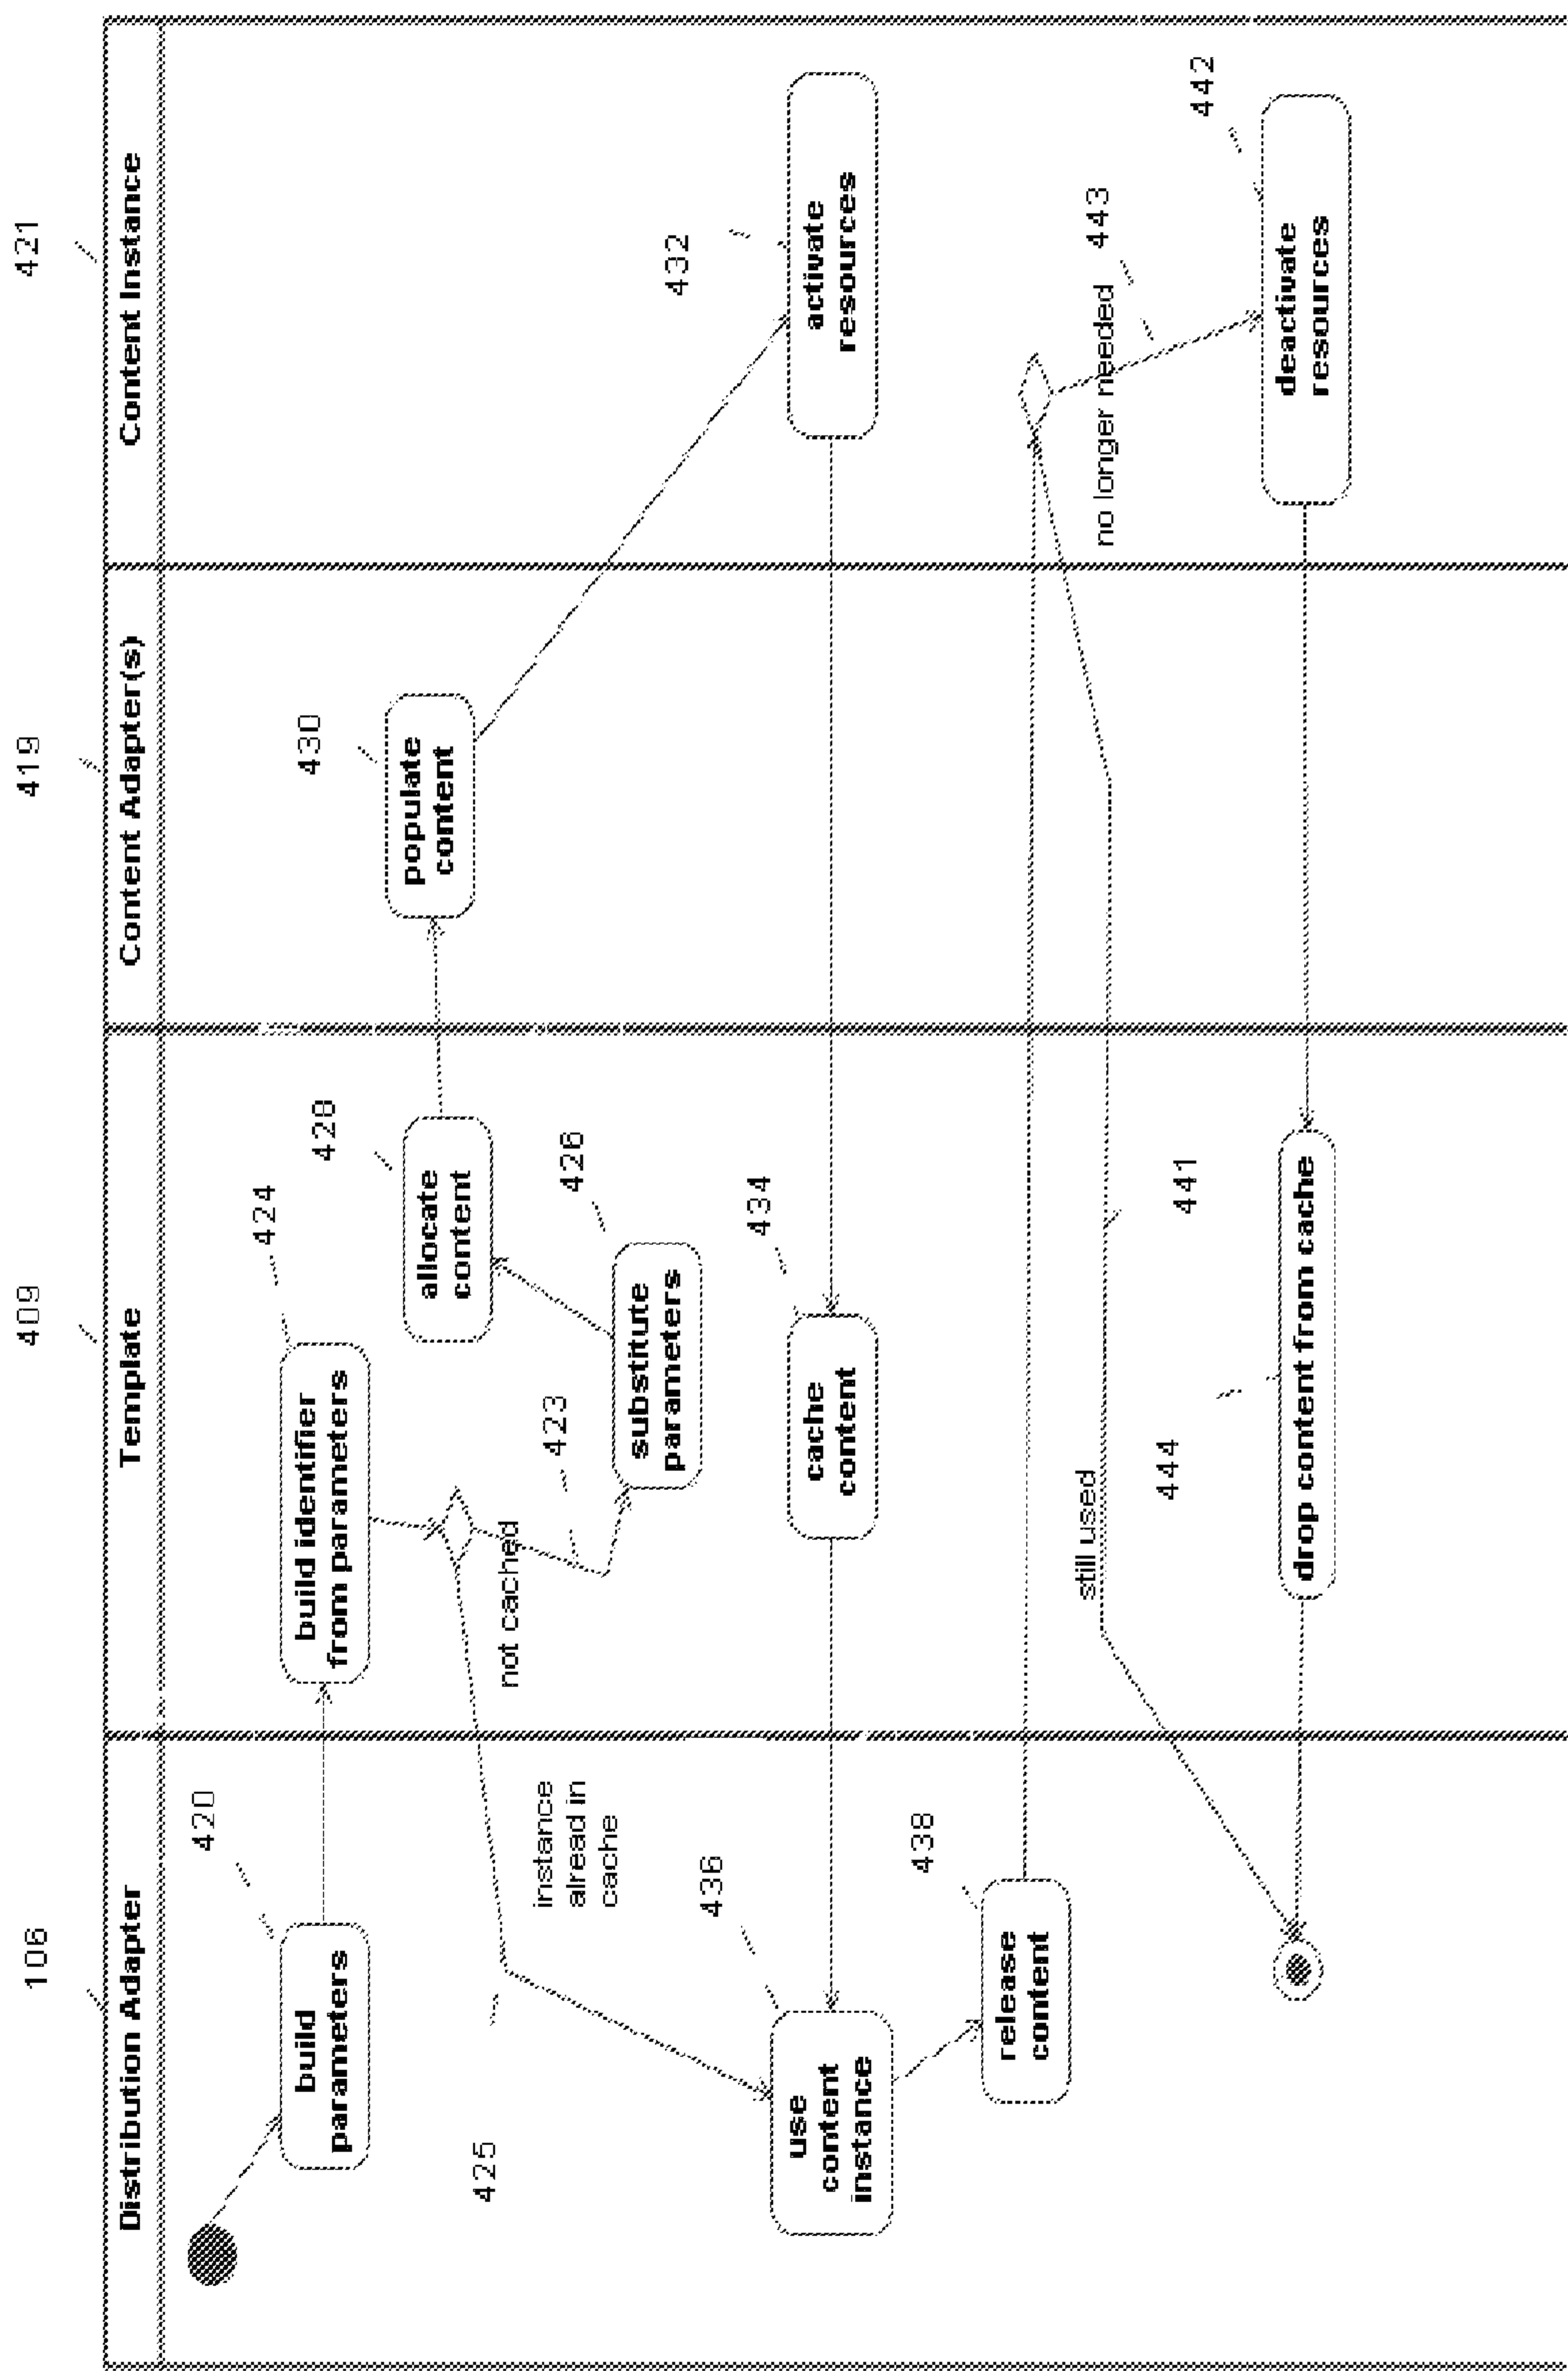 106
409
419
421
Distribution Adapter
Template
Content Adapter(s)
Content Instance
420
build
parameters
424
build identifier
from parameters
428
allocate
content
430
populate
content
425
instance
alread in
cache
not cached
423
426
substitute
parameters
432
activate
resources
434
cache
content
436
use
content
instance
438
release
content
still used
441
no longer needed
443
442
deactivate
resources
444
drop content from cache